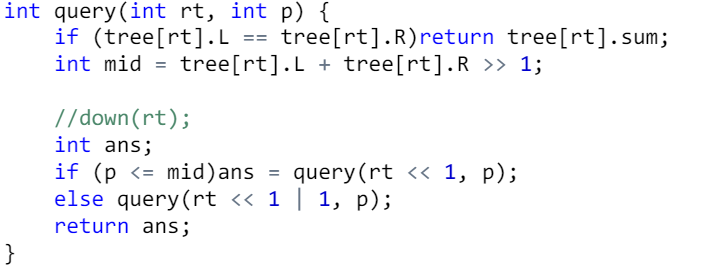 int query(int rt, int p) {
    if (tree[rt].L == tree[rt].R)return tree[rt].sum;
    int mid = tree[rt].L + tree[rt].R >> 1;

    //down(rt);
    int ans;
    if (p <= mid)ans = query(rt << 1, p);
    else query(rt << 1 | 1, p);
    return ans;
}